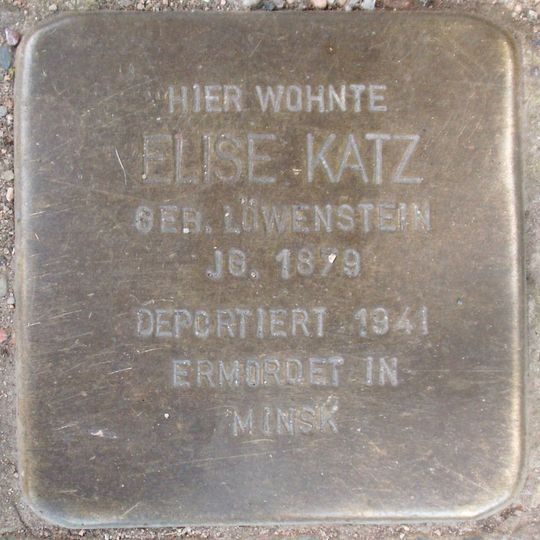 HIER WOHNTE
ELISE KATZ
GEB. LÖWENSTEIN
JG. 1879
DEPORTIERT 1941
ERMORDET IN
MINSK